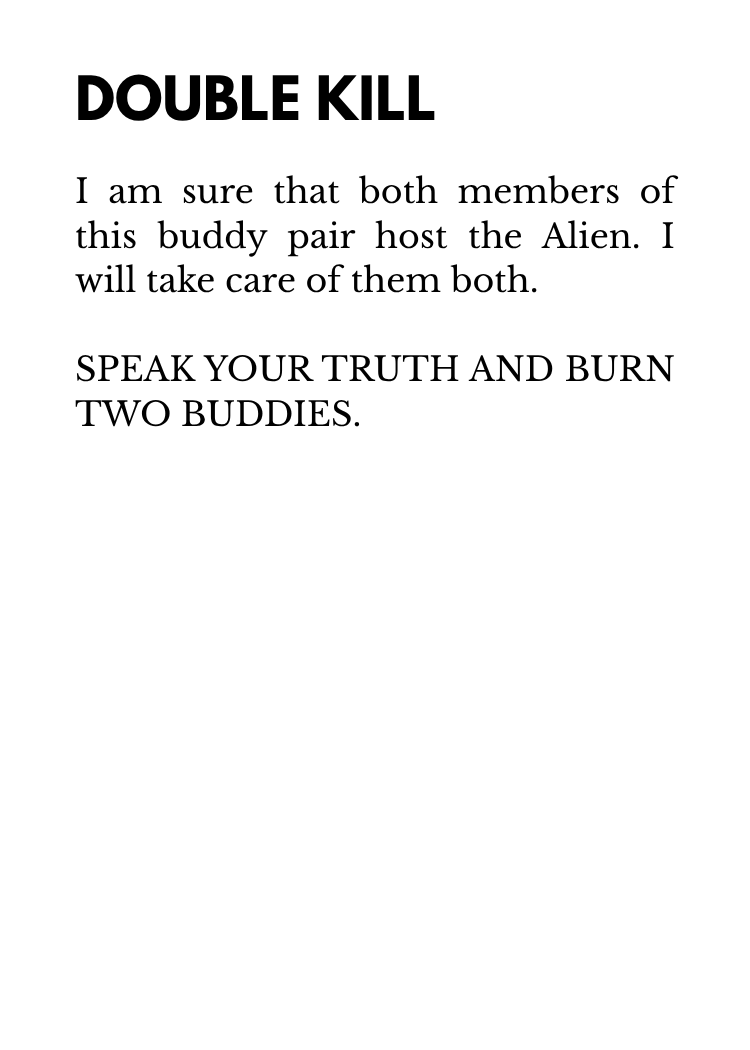 DOUBLE KILL
I am sure that both members of
this buddy pair host the Alien. I
will take care of them both.
SPEAK YOUR TRUTH AND BURN
TWO BUDDIES.